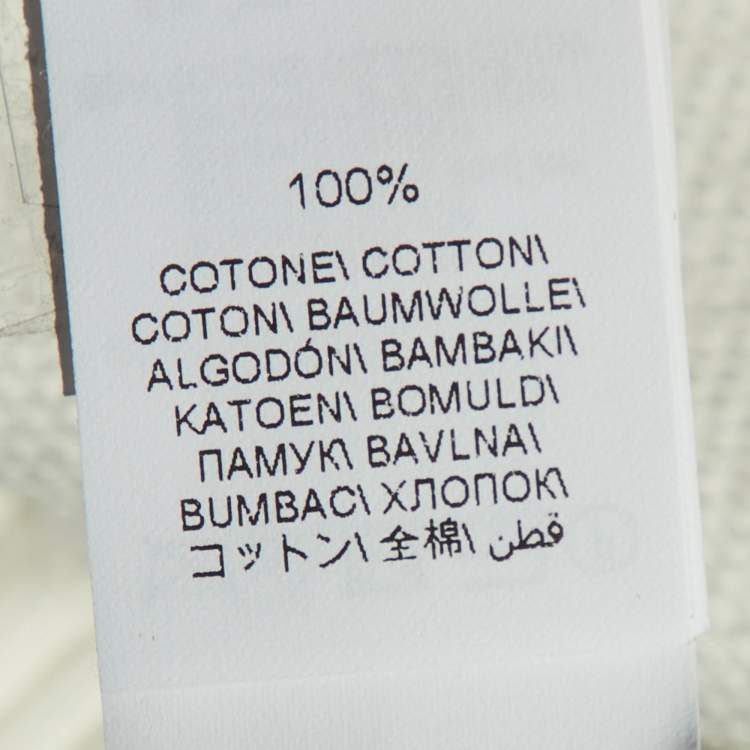 100%
COTONE\ COTTON\
COTON\ BAUMWOLLE\
ALGODÓN\ BAMBAKI\
KATOEN\ BOMULD\
ПАМУК\ BAVLNA\
BUMBAC\ ХЛОПОК\
コットン\ 全棉\ قطن